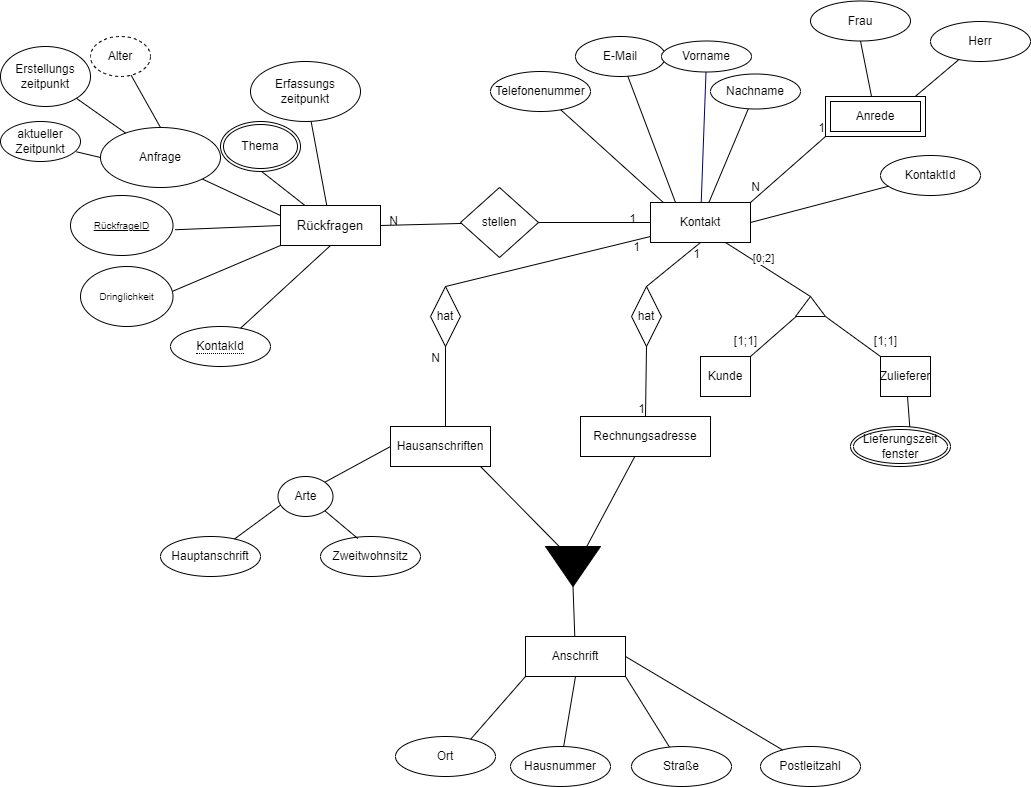 Frau
Herr
E-Mail
Vorname
Alter
Erstellungs
zeitpunkt
Erfassungs
zeitpunkt
Telefonenummer
Nachname
Anrede
1
aktueller
Zeitpunkt
Anfrage
Thema
KontaktId
N
RückfrageID
Rückfragen
N
stellen
1
Kontakt
1
1
[0;2]
Dringlichkeit
hat
hat
KontakId
[1;1]
[1;1]
N
Kunde
Zulieferer
1
Hausanschriften
Rechnungsadresse
Lieferungszeit
fenster
Arte
Hauptanschrift
Zweitwohnsitz
Anschrift
Ort
Hausnummer
Straße
Postleitzahl